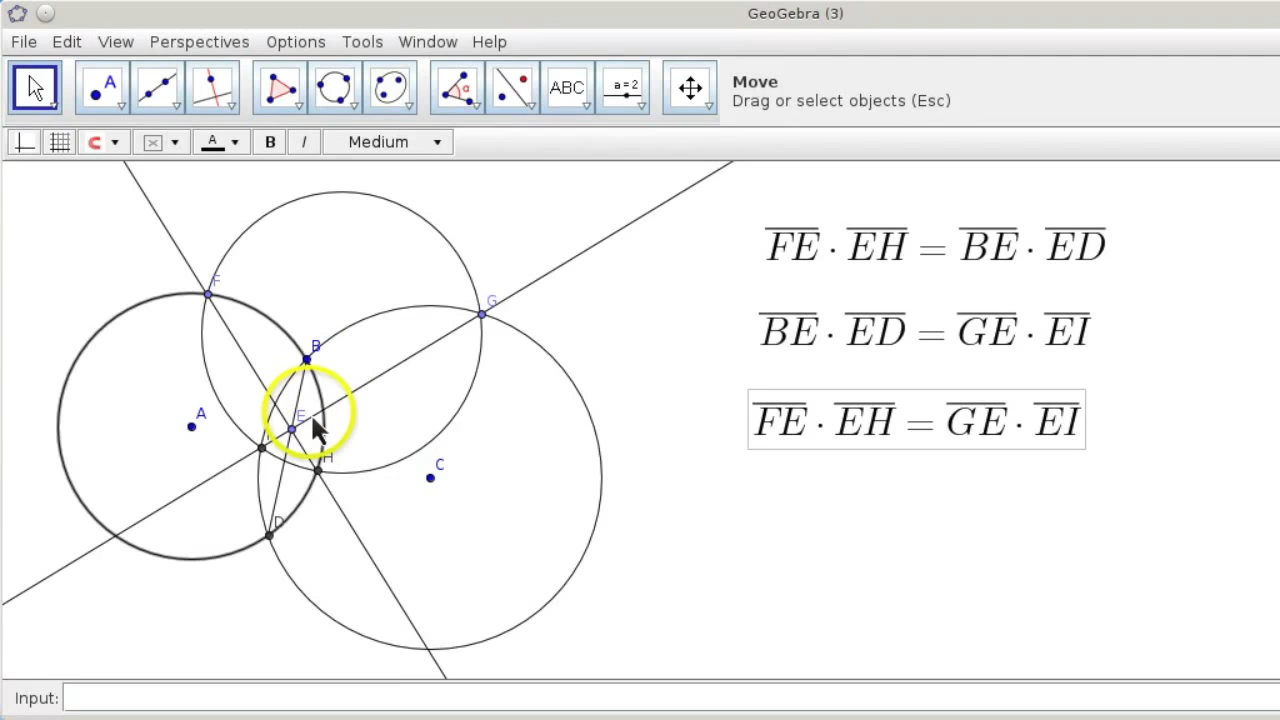 GeoGebra (3)
File Edit View Perspectives Options Tools Window Help
A ABC a = 2 α
Move
Drag or select objects (Esc)
A B I Medium
FE · EH = BE · ED
BE · ED = GE · EI
FE · EH = GE · EI
F
G
B
A
E
H
C
D
Input: